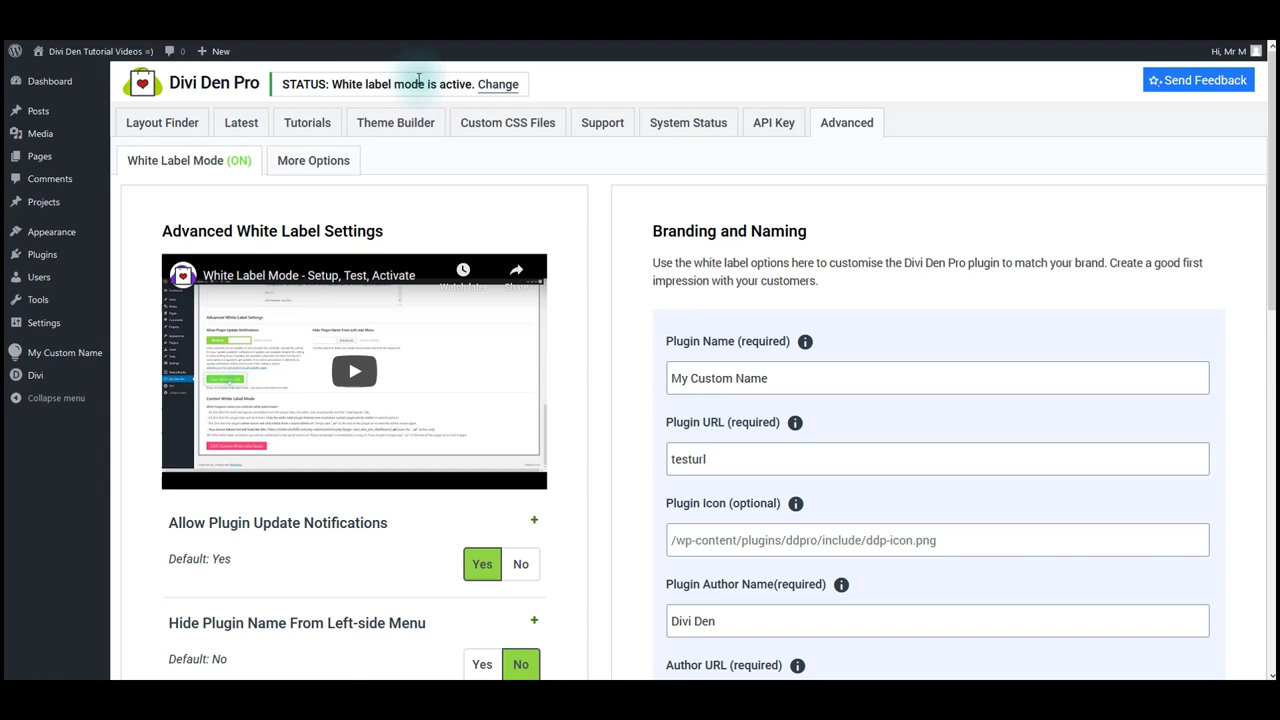 Divi Den Tutorial Videos =) 0 New Hi, Mr M
Dashboard
Posts
Media
Pages
Comments
Projects
Appearance
Plugins
Users
Tools
Settings
My Custom Name
Divi
Collapse menu
Divi Den Pro STATUS: White label mode is active. Change Send Feedback
Layout Finder Latest Tutorials Theme Builder Custom CSS Files Support System Status API Key Advanced
White Label Mode (ON) More Options
Advanced White Label Settings
White Label Mode - Setup, Test, Activate
Watch later Share
Allow Plugin Update Notifications +
Default: Yes
Yes No
Hide Plugin Name From Left-side Menu +
Default: No
Yes No
Branding and Naming
Use the white label options here to customise the Divi Den Pro plugin to match your brand. Create a good first
impression with your customers.
Plugin Name (required)
My Custom Name
Plugin URL (required)
testurl
Plugin Icon (optional)
/wp-content/plugins/ddpro/include/ddp-icon.png
Plugin Author Name(required)
Divi Den
Author URL (required)